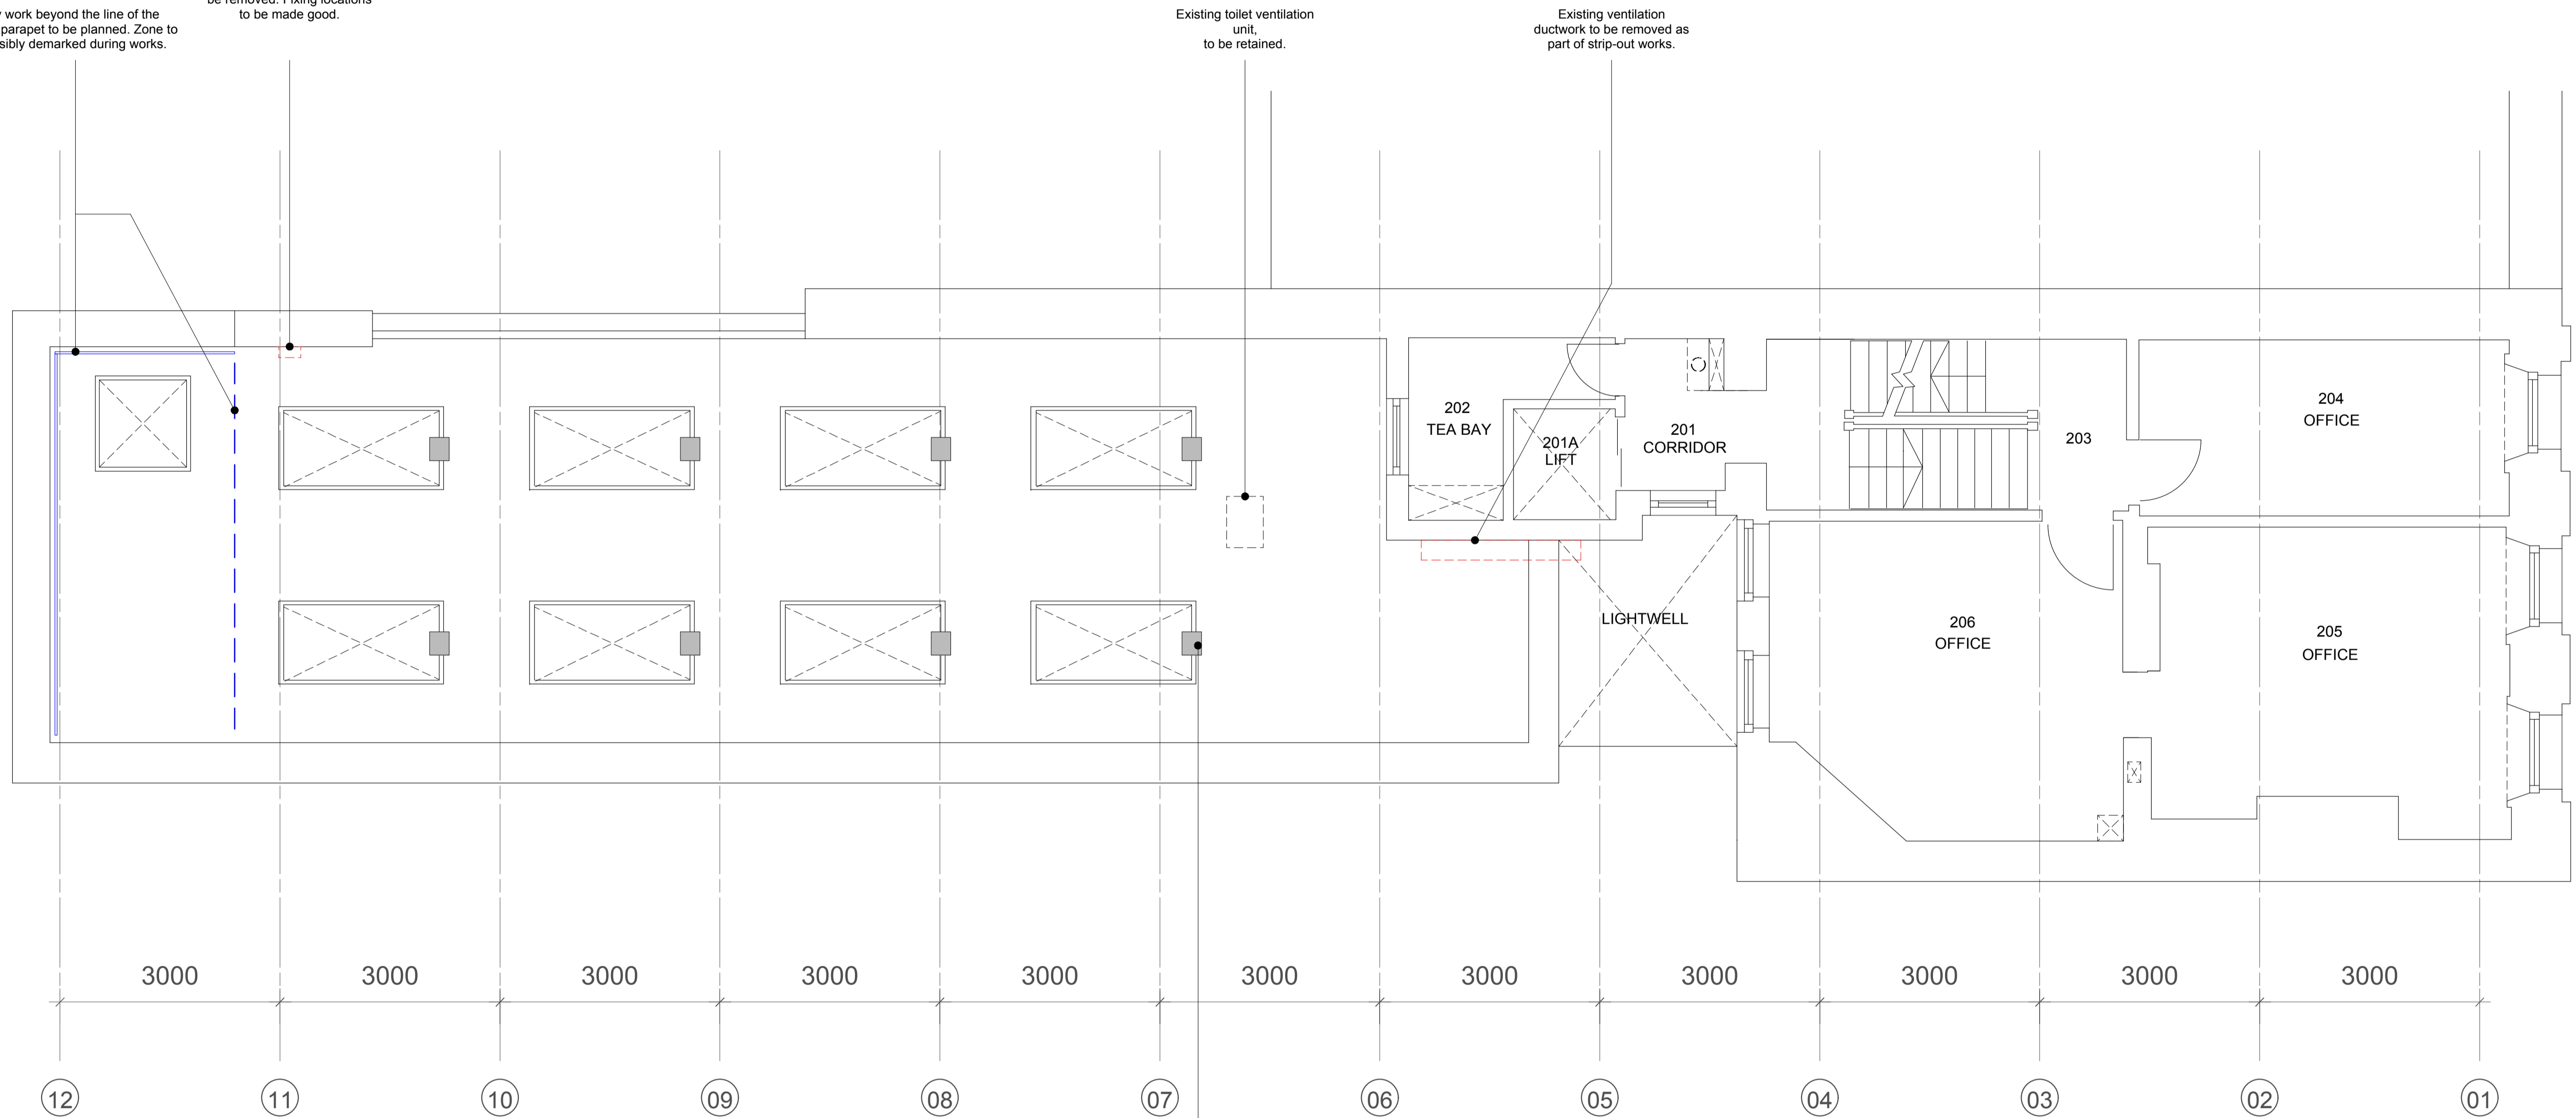 work beyond the line of the
parapet to be planned. Zone to
demarked during works.
be removed. Fixing locations
to be made good.
Existing toilet ventilation
unit,
to be retained.
Existing ventilation
ductwork to be removed as
part of strip-out works.
202
TEA BAY
201A
LIFT
201
CORRIDOR
203
204
OFFICE
LIGHTWELL
206
OFFICE
205
OFFICE
3000 3000 3000 3000 3000 3000 3000 3000 3000 3000 3000
12 11 10 09 08 07 06 05 04 03 02 01